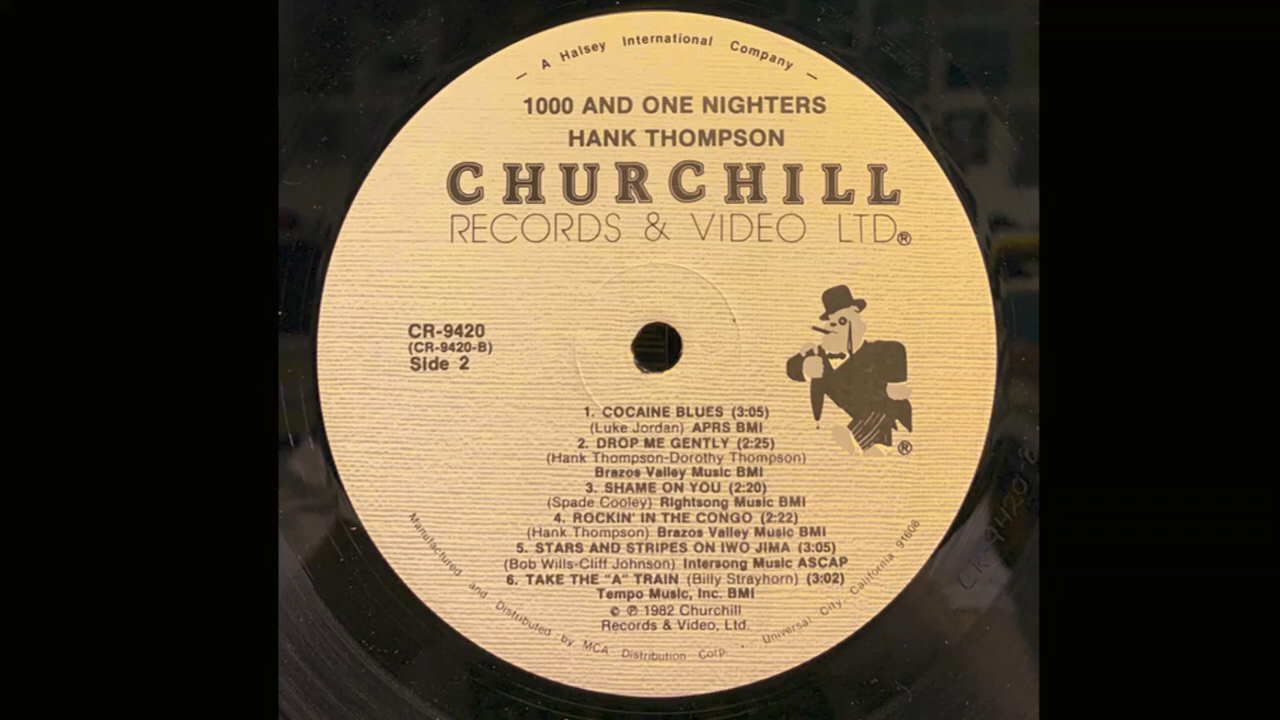 — A Halsey International Company —
1000 AND ONE NIGHTERS
HANK THOMPSON
CHURCHILL
RECORDS & VIDEO LTD.®
CR-9420
(CR-9420-B)
Side 2
®
1. COCAINE BLUES (3:05)
(Luke Jordan) APRS BMI
2. DROP ME GENTLY (2:25)
(Hank Thompson-Dorothy Thompson)
Brazos Valley Music BMI
3. SHAME ON YOU (2:20)
(Spade Cooley) Rightsong Music BMI
4. ROCKIN' IN THE CONGO (2:22)
(Hank Thompson) Brazos Valley Music BMI
5. STARS AND STRIPES ON IWO JIMA (3:05)
(Bob Wills-Cliff Johnson) Intersong Music ASCAP
6. TAKE THE "A" TRAIN (Billy Strayhorn) (3:02)
Tempo Music, Inc. BMI
© ℗ 1982 Churchill
Records & Video, Ltd.
Manufactured and Distributed by MCA Distribution Corp. · Universal City, California 91608
CR-9420-B